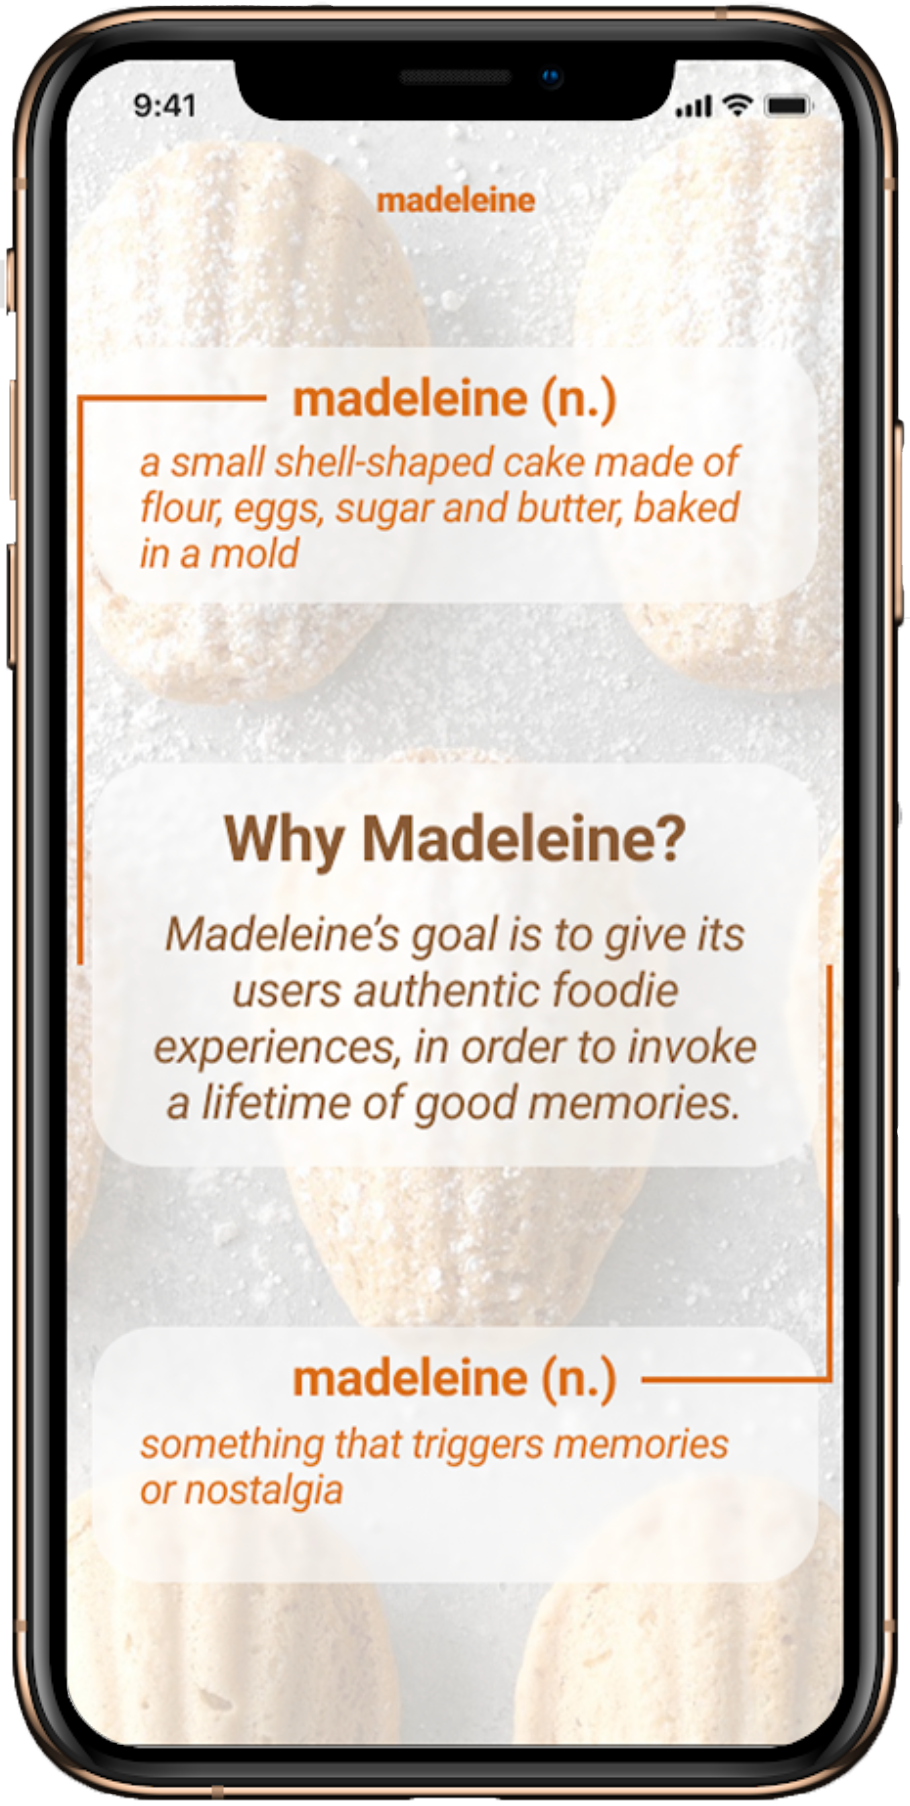 9:41
madeleine
madeleine (n.)
a small shell-shaped cake made of
flour, eggs, sugar and butter, baked
in a mold
Why Madeleine?
Madeleine’s goal is to give its
users authentic foodie
experiences, in order to invoke
a lifetime of good memories.
madeleine (n.)
something that triggers memories
or nostalgia